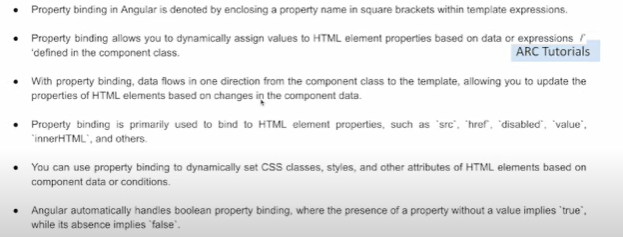 • Property binding in Angular is denoted by enclosing a property name in square brackets within template expressions.
• Property binding allows you to dynamically assign values to HTML element properties based on data or expressions
`defined in the component class.
ARC Tutorials
• With property binding, data flows in one direction from the component class to the template, allowing you to update the
properties of HTML elements based on changes in the component data.
• Property binding is primarily used to bind to HTML element properties, such as `src`, `href`, `disabled`, `value`,
`innerHTML`, and others.
• You can use property binding to dynamically set CSS classes, styles, and other attributes of HTML elements based on
component data or conditions.
• Angular automatically handles boolean property binding, where the presence of a property without a value implies `true`,
while its absence implies `false`.